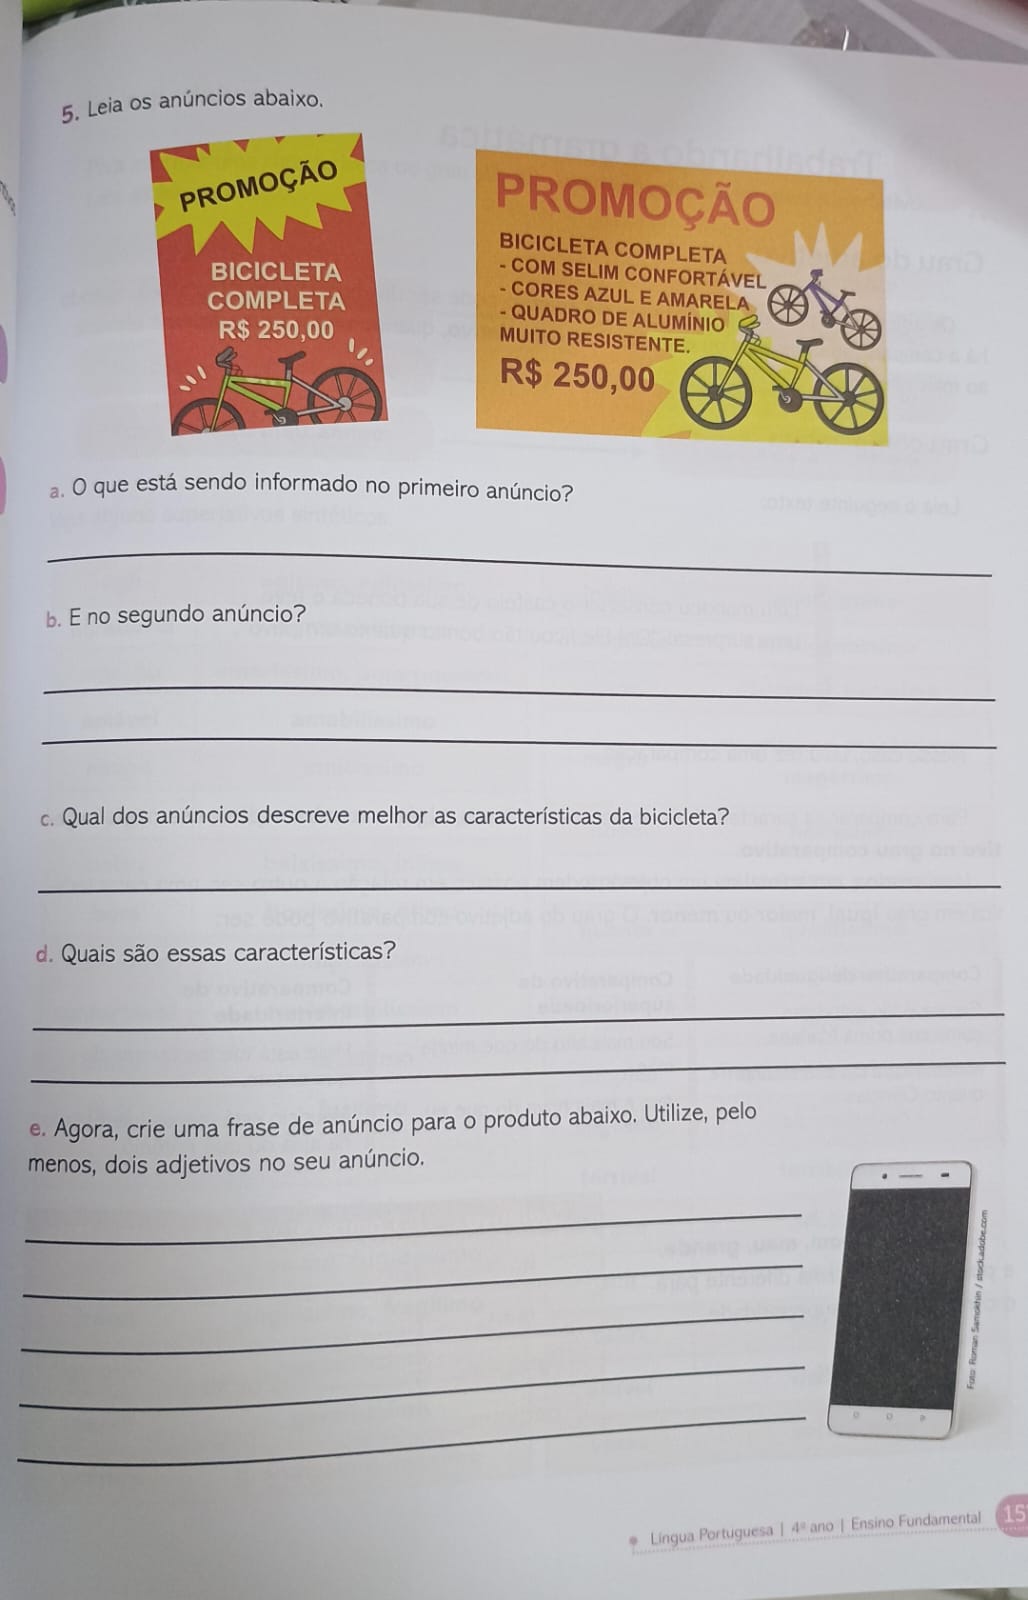 5. Leia os anúncios abaixo.
PROMOÇÃO
BICICLETA
COMPLETA
R$ 250,00
PROMOÇÃO
BICICLETA COMPLETA
- COM SELIM CONFORTÁVEL
- CORES AZUL E AMARELA
- QUADRO DE ALUMÍNIO
MUITO RESISTENTE.
R$ 250,00
a. O que está sendo informado no primeiro anúncio?
b. E no segundo anúncio?
c. Qual dos anúncios descreve melhor as características da bicicleta?
d. Quais são essas características?
e. Agora, crie uma frase de anúncio para o produto abaixo. Utilize, pelo
menos, dois adjetivos no seu anúncio.
Foto: Roman Samokhin / stock.adobe.com
Língua Portuguesa | 4º ano | Ensino Fundamental